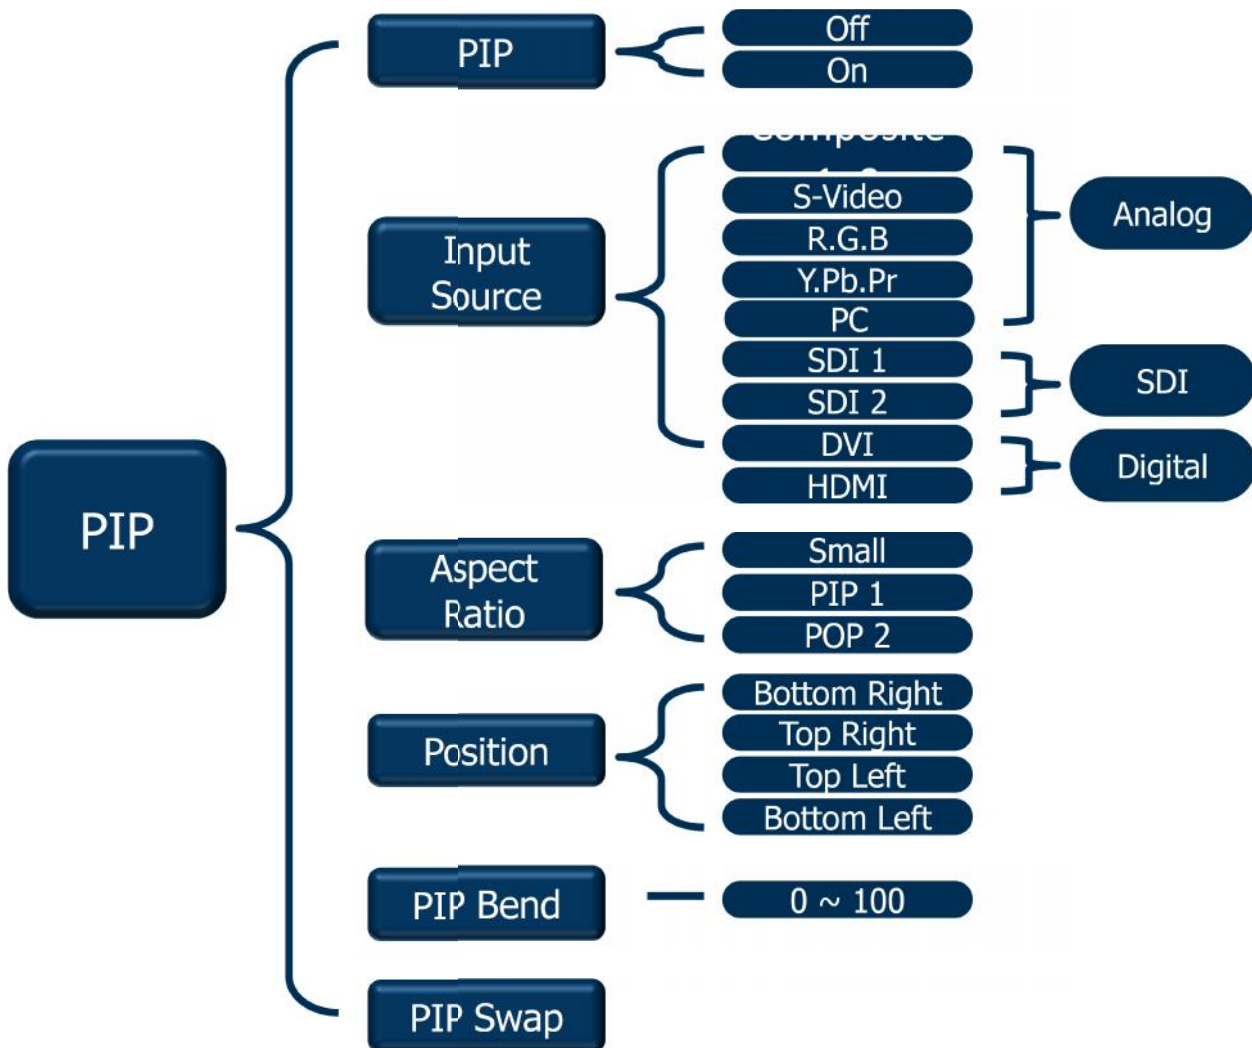 PIP
PIP
Off
On
Input
Source
Composite
S-Video
R.G.B
Y.Pb.Pr
PC
SDI 1
SDI 2
DVI
HDMI
Analog
SDI
Digital
Aspect
Ratio
Small
PIP 1
POP 2
Position
Bottom Right
Top Right
Top Left
Bottom Left
PIP Bend
0 ~ 100
PIP Swap